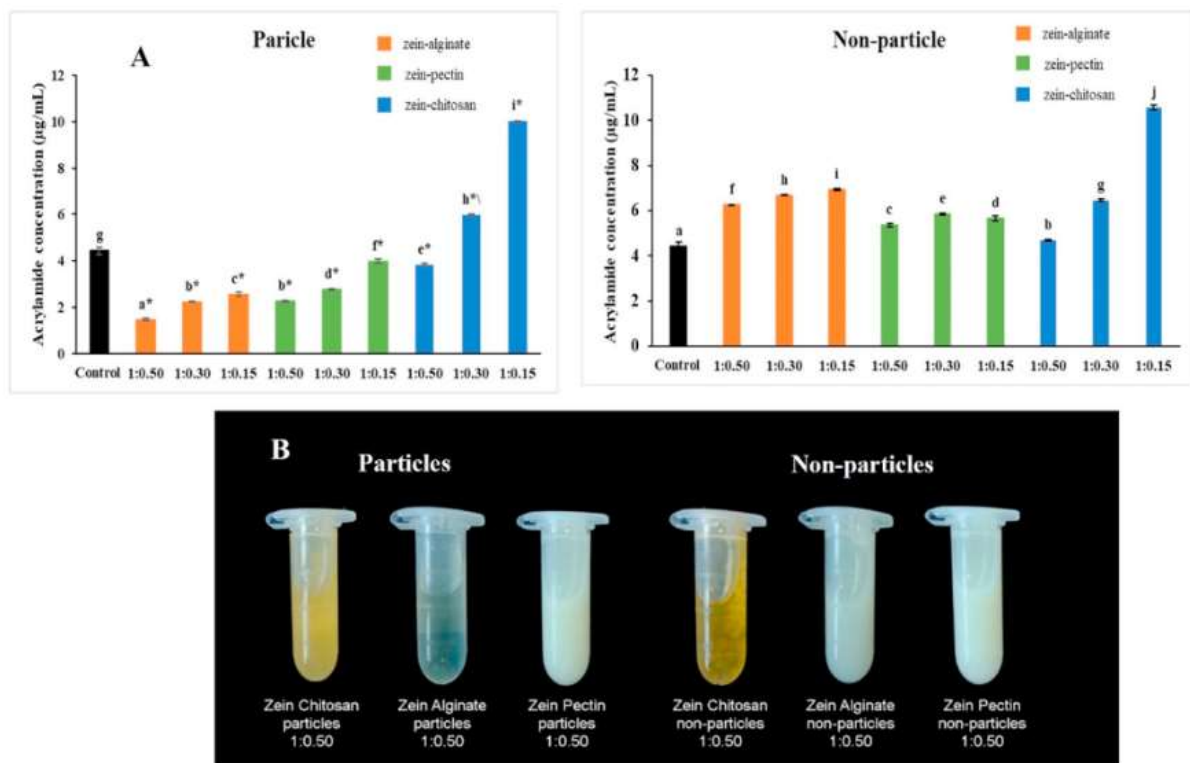 Paricle
A
zein-alginate
zein-pectin
zein-chitosan
Acrylamide concentration (µg/mL)
12
10
8
6
4
2
0
g
a*
b*
c*
b*
d*
f*
e*
h*\
i*
Control 1:0.50 1:0.30 1:0.15 1:0.50 1:0.30 1:0.15 1:0.50 1:0.30 1:0.15
Non-particle
zein-alginate
zein-pectin
zein-chitosan
Acrylamide concentration (µg/mL)
12
10
8
6
4
2
0
a
f
h
i
c
e
d
b
g
j
Control 1:0.50 1:0.30 1:0.15 1:0.50 1:0.30 1:0.15 1:0.50 1:0.30 1:0.15
B
Particles
Non-particles
Zein Chitosan
particles
1:0.50
Zein Alginate
particles
1:0.50
Zein Pectin
particles
1:0.50
Zein Chitosan
non-particles
1:0.50
Zein Alginate
non-particles
1:0.50
Zein Pectin
non-particles
1:0.50